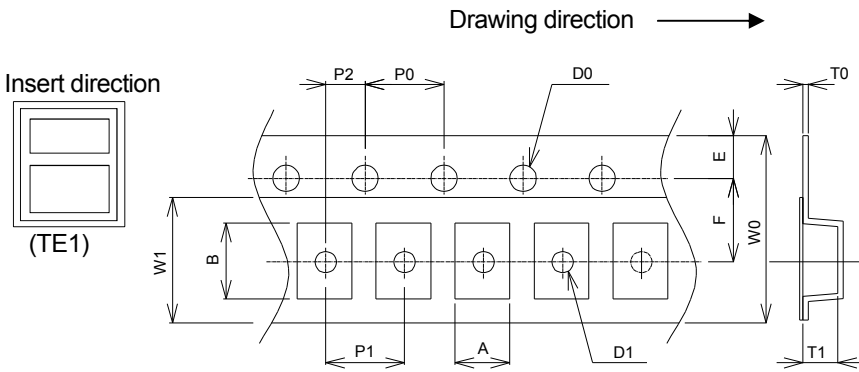 Drawing direction
Insert direction
(TE1)
P2
P0
D0
T0
E
F
W0
W1
B
P1
A
D1
T1